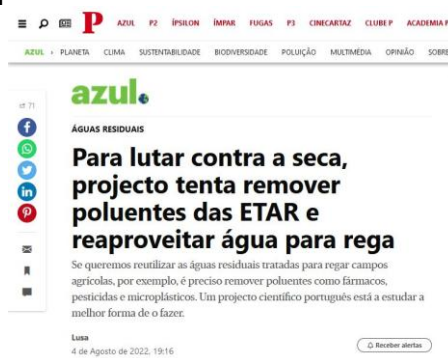 P AZUL P2 ÍPSILON ÍMPAR FUGAS P3 CINECARTAZ CLUBE P ACADEMIA P
AZUL PLANETA CLIMA SUSTENTABILIDADE BIODIVERSIDADE POLUIÇÃO MULTIMÉDIA OPINIÃO SOBRE
azul
71
ÁGUAS RESIDUAIS
Para lutar contra a seca,
projecto tenta remover
poluentes das ETAR e
reaproveitar água para rega
Se queremos reutilizar as águas residuais tratadas para regar campos
agrícolas, por exemplo, é preciso remover poluentes como fármacos,
pesticidas e microplásticos. Um projecto científico português está a estudar a
melhor forma de o fazer.
Lusa
4 de Agosto de 2022, 19:16
Receber alertas